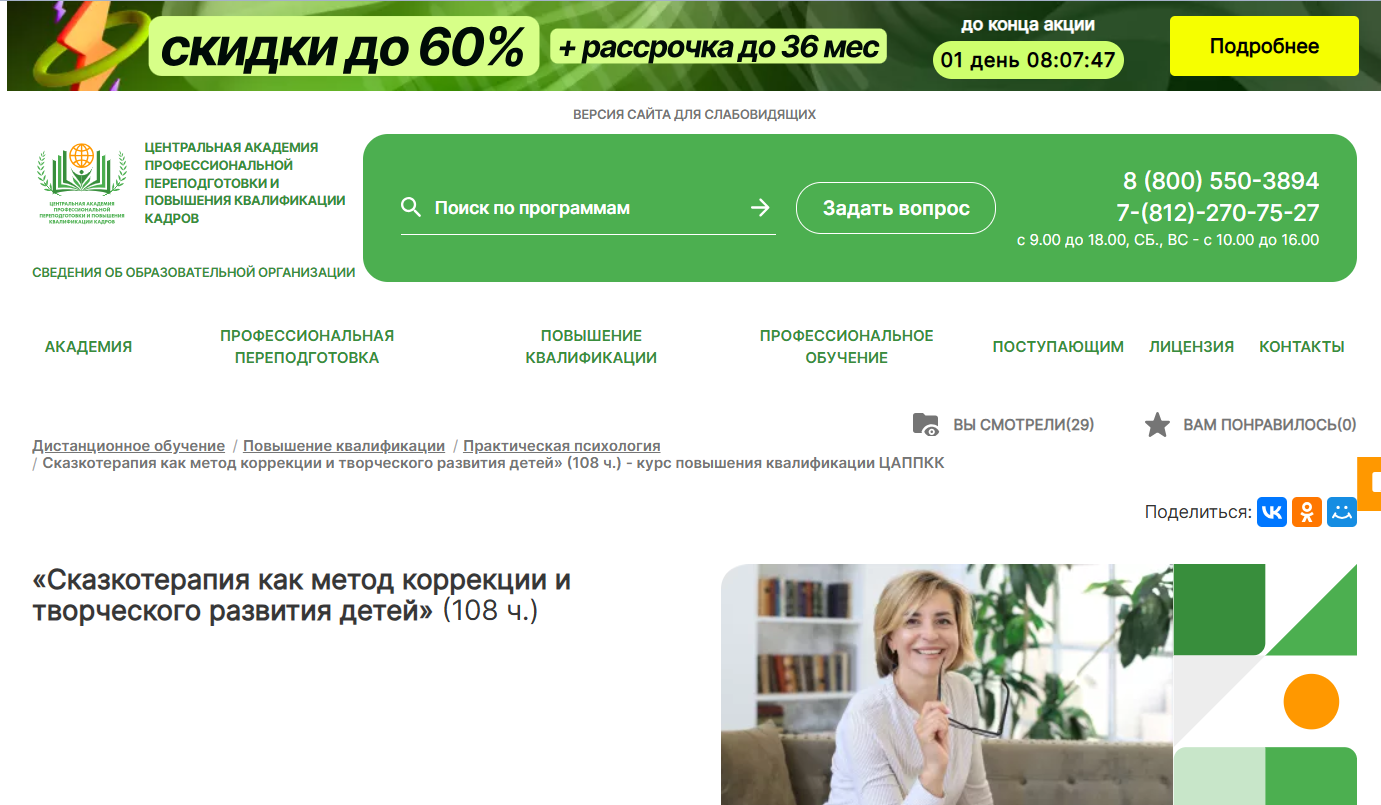 скидки до 60%
+ рассрочка до 36 мес
до конца акции
01 день 08:07:47
Подробнее
ВЕРСИЯ САЙТА ДЛЯ СЛАБОВИДЯЩИХ
ЦЕНТРАЛЬНАЯ АКАДЕМИЯ
ПРОФЕССИОНАЛЬНОЙ
ПЕРЕПОДГОТОВКИ И ПОВЫШЕНИЯ
КВАЛИФИКАЦИИ КАДРОВ
ЦЕНТРАЛЬНАЯ АКАДЕМИЯ
ПРОФЕССИОНАЛЬНОЙ
ПЕРЕПОДГОТОВКИ И
ПОВЫШЕНИЯ КВАЛИФИКАЦИИ
КАДРОВ
СВЕДЕНИЯ ОБ ОБРАЗОВАТЕЛЬНОЙ ОРГАНИЗАЦИИ
Поиск по программам
Задать вопрос
8 (800) 550-3894
7-(812)-270-75-27
с 9.00 до 18.00, СБ., ВС - с 10.00 до 16.00
АКАДЕМИЯ
ПРОФЕССИОНАЛЬНАЯ
ПЕРЕПОДГОТОВКА
ПОВЫШЕНИЕ
КВАЛИФИКАЦИИ
ПРОФЕССИОНАЛЬНОЕ
ОБУЧЕНИЕ
ПОСТУПАЮЩИМ
ЛИЦЕНЗИЯ
КОНТАКТЫ
ВЫ СМОТРЕЛИ(29)
ВАМ ПОНРАВИЛОСЬ(0)
Дистанционное обучение / Повышение квалификации / Практическая психология
/ Сказкотерапия как метод коррекции и творческого развития детей» (108 ч.) - курс повышения квалификации ЦАППКК
Поделиться:
«Сказкотерапия как метод коррекции и
творческого развития детей» (108 ч.)